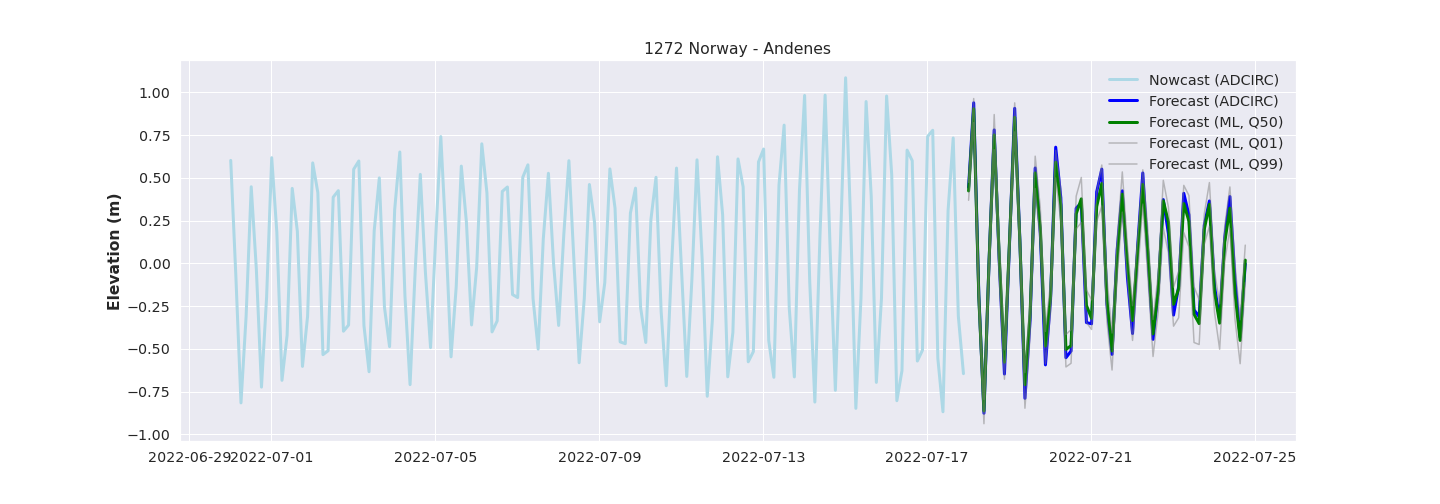 1272 Norway - Andenes
Nowcast (ADCIRC)
Forecast (ADCIRC)
Forecast (ML, Q50)
Forecast (ML, Q01)
Forecast (ML, Q99)
Elevation (m)
1.00
0.75
0.50
0.25
0.00
−0.25
−0.50
−0.75
−1.00
2022-06-29 2022-07-01 2022-07-05 2022-07-09 2022-07-13 2022-07-17 2022-07-21 2022-07-25